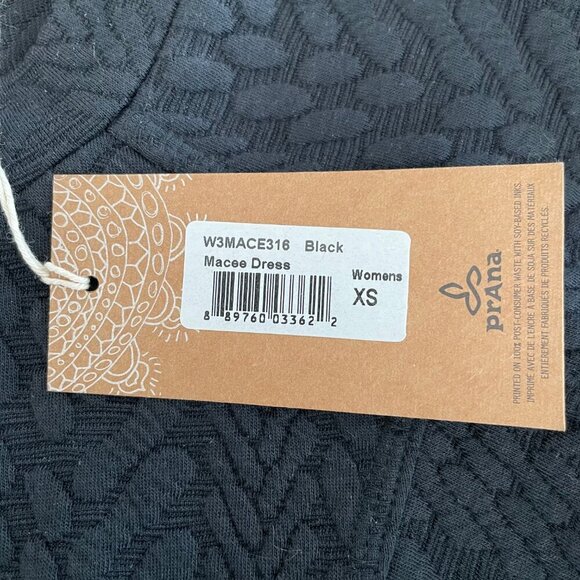 W3MACE316 Black
Macee Dress
Womens
XS
8 89760 03362 2
prAna
PRINTED ON 100% POST-CONSUMER WASTE WITH SOY-BASED INKS.
IMPRIMÉ AVEC DE L'ENCRE À BASE DE SOJA SUR DES MATÉRIAUX
ENTIÈREMENT FABRIQUÉS DE PRODUITS RECYCLÉS.